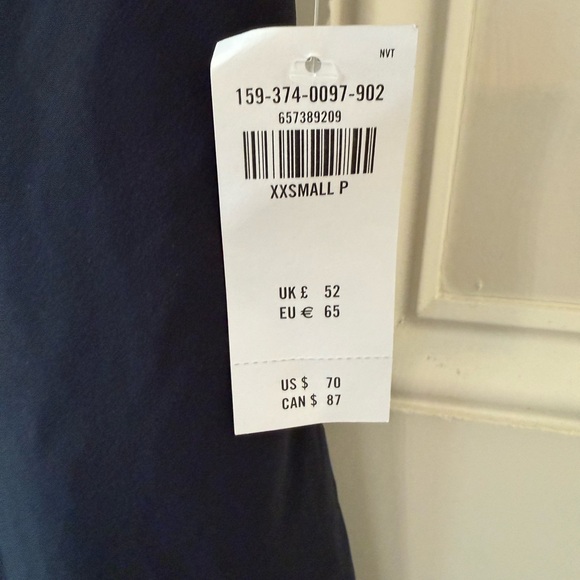 NVT
159-374-0097-902
657389209
XXSMALL P
UK £ 52
EU € 65
US $ 70
CAN $ 87